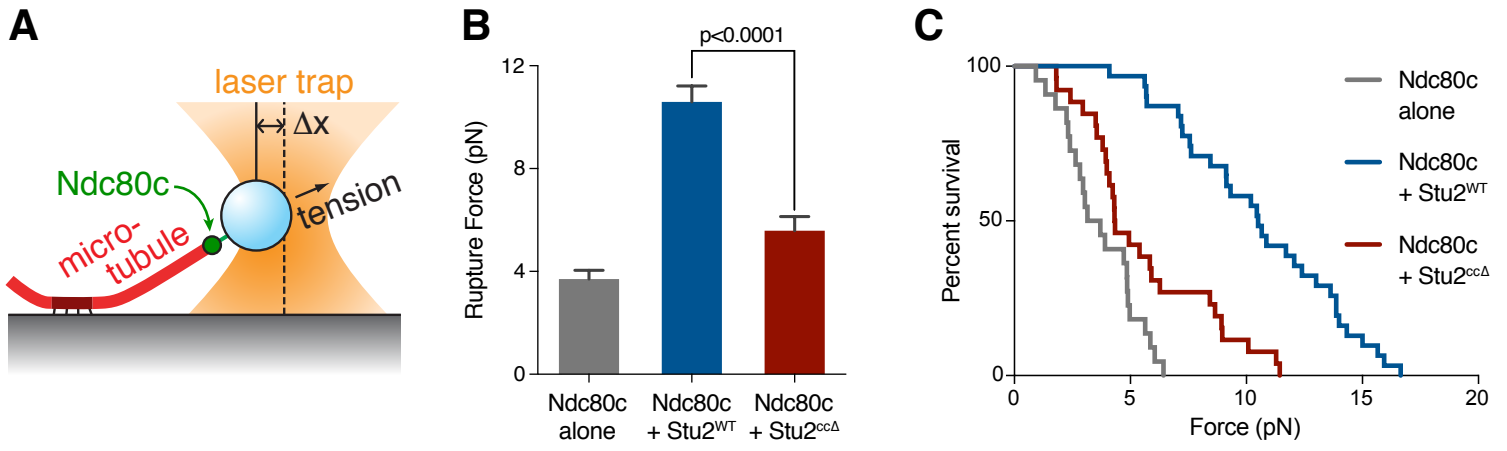 A
laser trap
Δx
Ndc80c
tension
micro-
tubule
B
p<0.0001
Rupture Force (pN)
12
8
4
0
Ndc80c
alone
Ndc80c
+ Stu2ᵂᵀ
Ndc80c
+ Stu2ᶜᶜᐞ
C
Percent survival
100
50
0
0
5
10
15
20
Force (pN)
Ndc80c
alone
Ndc80c
+ Stu2ᵂᵀ
Ndc80c
+ Stu2ᶜᶜᐞ